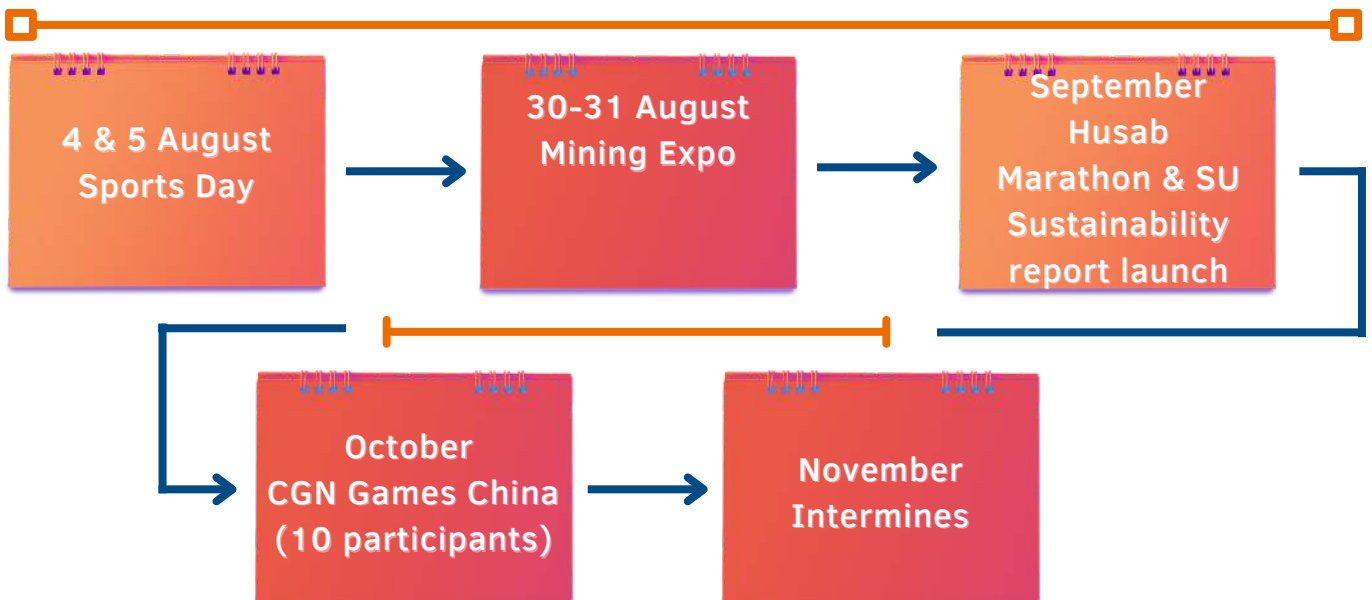 4 & 5 August
Sports Day
30-31 August
Mining Expo
September
Husab
Marathon & SU
Sustainability
report launch
October
CGN Games China
(10 participants)
November
Intermines